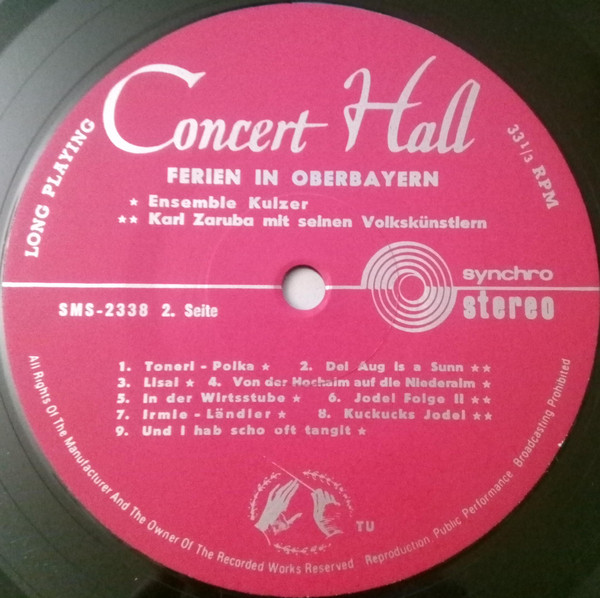 Concert Hall
LONG PLAYING
33 1/3 RPM
FERIEN IN OBERBAYERN
★ Ensemble Kulzer
★★ Karl Zaruba mit seinen Volkskünstlern
synchro
stereo
SMS-2338 2. Seite
1. Tonerl - Polka ★ 2. Dei Aug is a Sunn ★★
3. Lisai ★ 4. Von der Hochalm auf die Niederalm ★
5. In der Wirtsstube ★ 6. Jodel Folge II ★★
7. Irmie - Ländler ★ 8. Kuckucks Jodel ★★
9. Und i hab scho oft tangit ★
TU
All Rights Of The Manufacturer And The Owner Of The Recorded Works Reserved. Reproduction, Public Performance, Broadcasting Prohibited